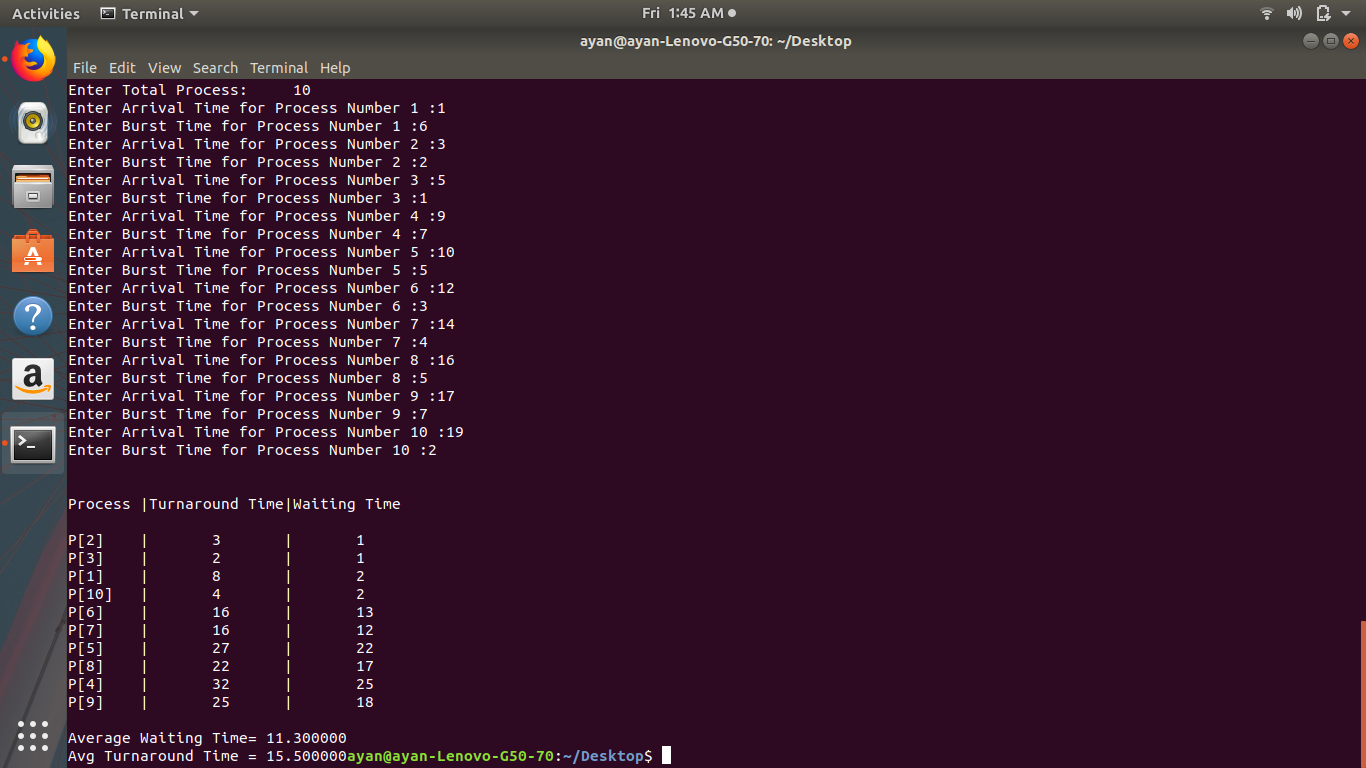 Activities Terminal Fri 1:45 AM
ayan@ayan-Lenovo-G50-70: ~/Desktop
File Edit View Search Terminal Help
Enter Total Process:     10
Enter Arrival Time for Process Number 1 :1
Enter Burst Time for Process Number 1 :6
Enter Arrival Time for Process Number 2 :3
Enter Burst Time for Process Number 2 :2
Enter Arrival Time for Process Number 3 :5
Enter Burst Time for Process Number 3 :1
Enter Arrival Time for Process Number 4 :9
Enter Burst Time for Process Number 4 :7
Enter Arrival Time for Process Number 5 :10
Enter Burst Time for Process Number 5 :5
Enter Arrival Time for Process Number 6 :12
Enter Burst Time for Process Number 6 :3
Enter Arrival Time for Process Number 7 :14
Enter Burst Time for Process Number 7 :4
Enter Arrival Time for Process Number 8 :16
Enter Burst Time for Process Number 8 :5
Enter Arrival Time for Process Number 9 :17
Enter Burst Time for Process Number 9 :7
Enter Arrival Time for Process Number 10 :19
Enter Burst Time for Process Number 10 :2
Process |Turnaround Time|Waiting Time
P[2]    |       3       |       1
P[3]    |       2       |       1
P[1]    |       8       |       2
P[10]   |       4       |       2
P[6]    |       16      |       13
P[7]    |       16      |       12
P[5]    |       27      |       22
P[8]    |       22      |       17
P[4]    |       32      |       25
P[9]    |       25      |       18
Average Waiting Time= 11.300000
Avg Turnaround Time = 15.500000ayan@ayan-Lenovo-G50-70:~/Desktop$